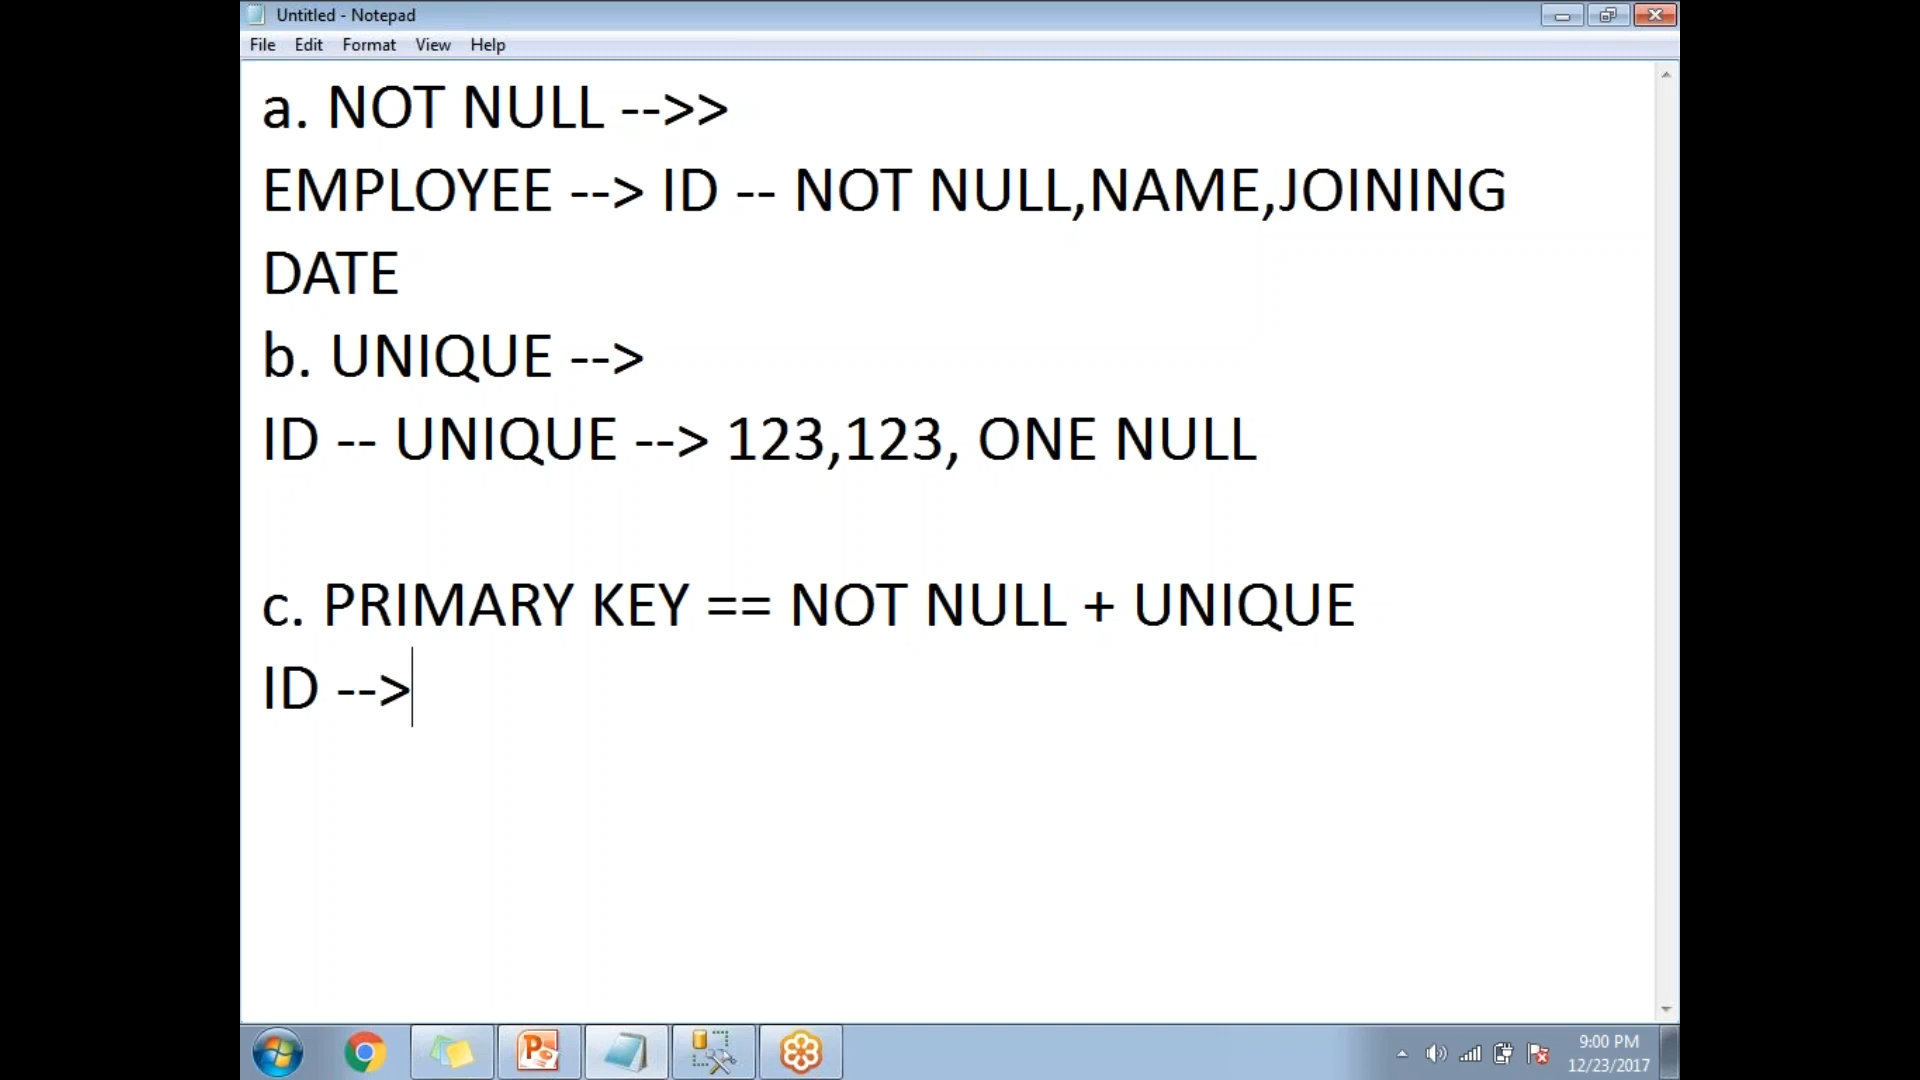 Untitled - Notepad
File Edit Format View Help
a. NOT NULL -->>
EMPLOYEE --> ID -- NOT NULL,NAME,JOINING
DATE
b. UNIQUE -->
ID -- UNIQUE --> 123,123, ONE NULL
c. PRIMARY KEY == NOT NULL + UNIQUE
ID -->
9:00 PM
12/23/2017